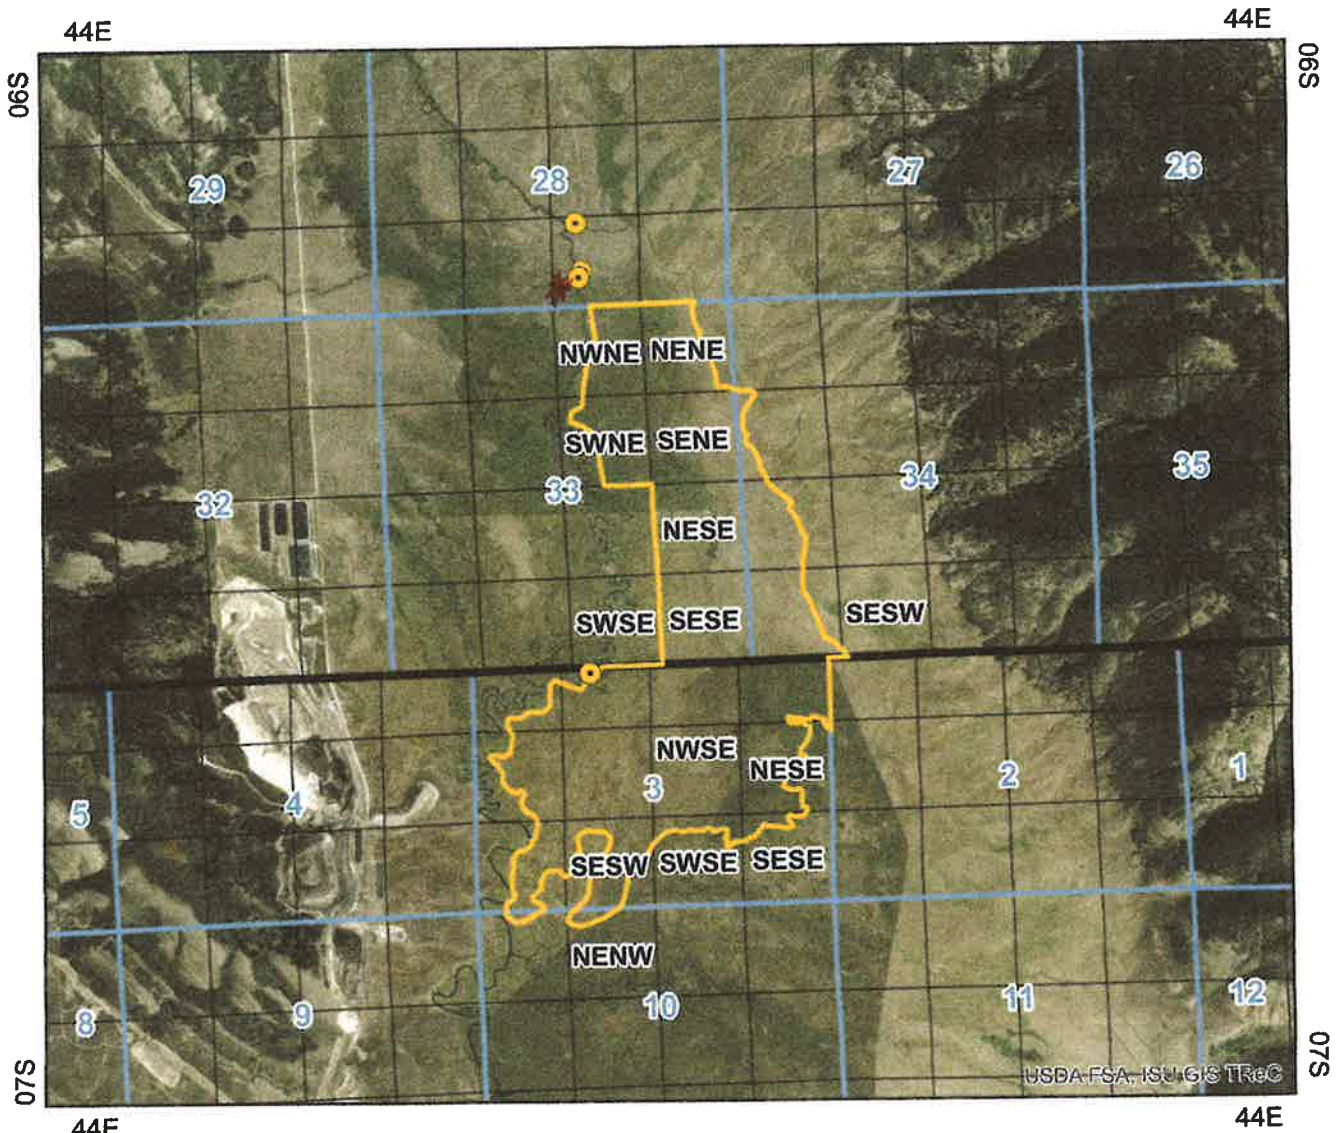 44E 44E
06S 06S
29 28 27 26
NWNE NENE
SWNE SENE
32 33 34 35
NESE
SWSE SESE SESW
NWSE NESE
5 4 3 2 1
SESW SWSE SESE
NENW
8 9 10 11 12
07S 07S
USDA FSA, ISU GIS TReC
44E 44E